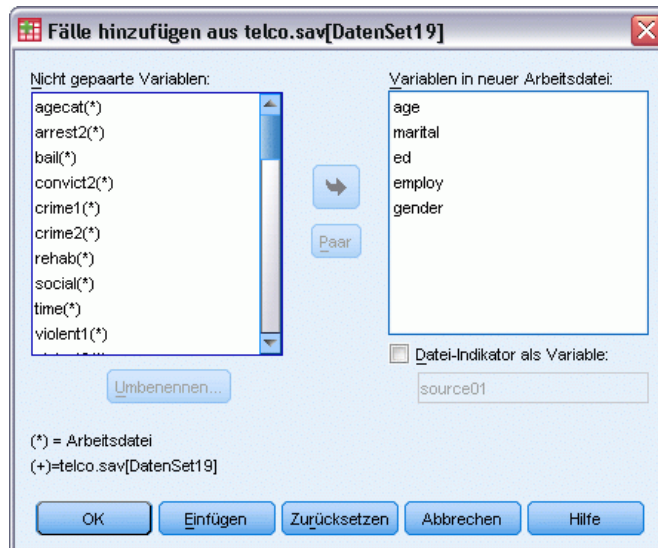 Fälle hinzufügen aus telco.sav[DatenSet19]
Nicht gepaarte Variablen:
agecat(*)
arrest2(*)
bail(*)
convict2(*)
crime1(*)
crime2(*)
rehab(*)
social(*)
time(*)
violent1(*)
Umbenennen...
Paar
Variablen in neuer Arbeitsdatei:
age
marital
ed
employ
gender
Datei-Indikator als Variable:
source01
(*) = Arbeitsdatei
(+)=telco.sav[DatenSet19]
OK Einfügen Zurücksetzen Abbrechen Hilfe